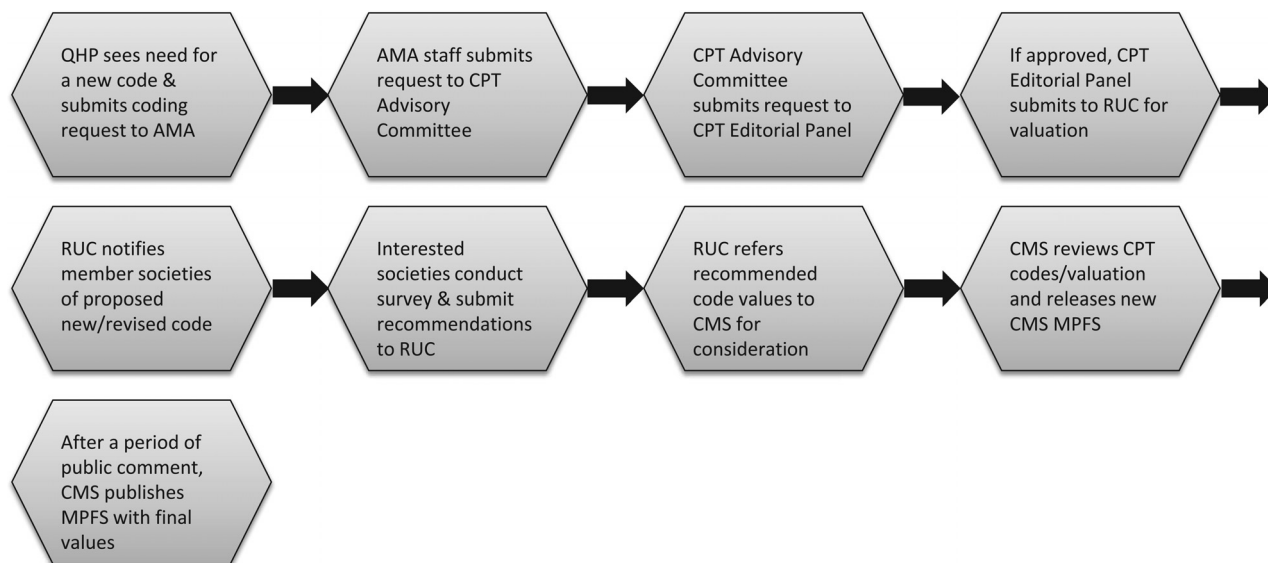 QHP sees need for
a new code &
submits coding
request to AMA
AMA staff submits
request to CPT
Advisory
Committee
CPT Advisory
Committee
submits request to
CPT Editorial Panel
If approved, CPT
Editorial Panel
submits to RUC for
valuation
RUC notifies
member societies
of proposed
new/revised code
Interested
societies conduct
survey & submit
recommendations
to RUC
RUC refers
recommended
code values to
CMS for
consideration
CMS reviews CPT
codes/valuation
and releases new
CMS MPFS
After a period of
public comment,
CMS publishes
MPFS with final
values